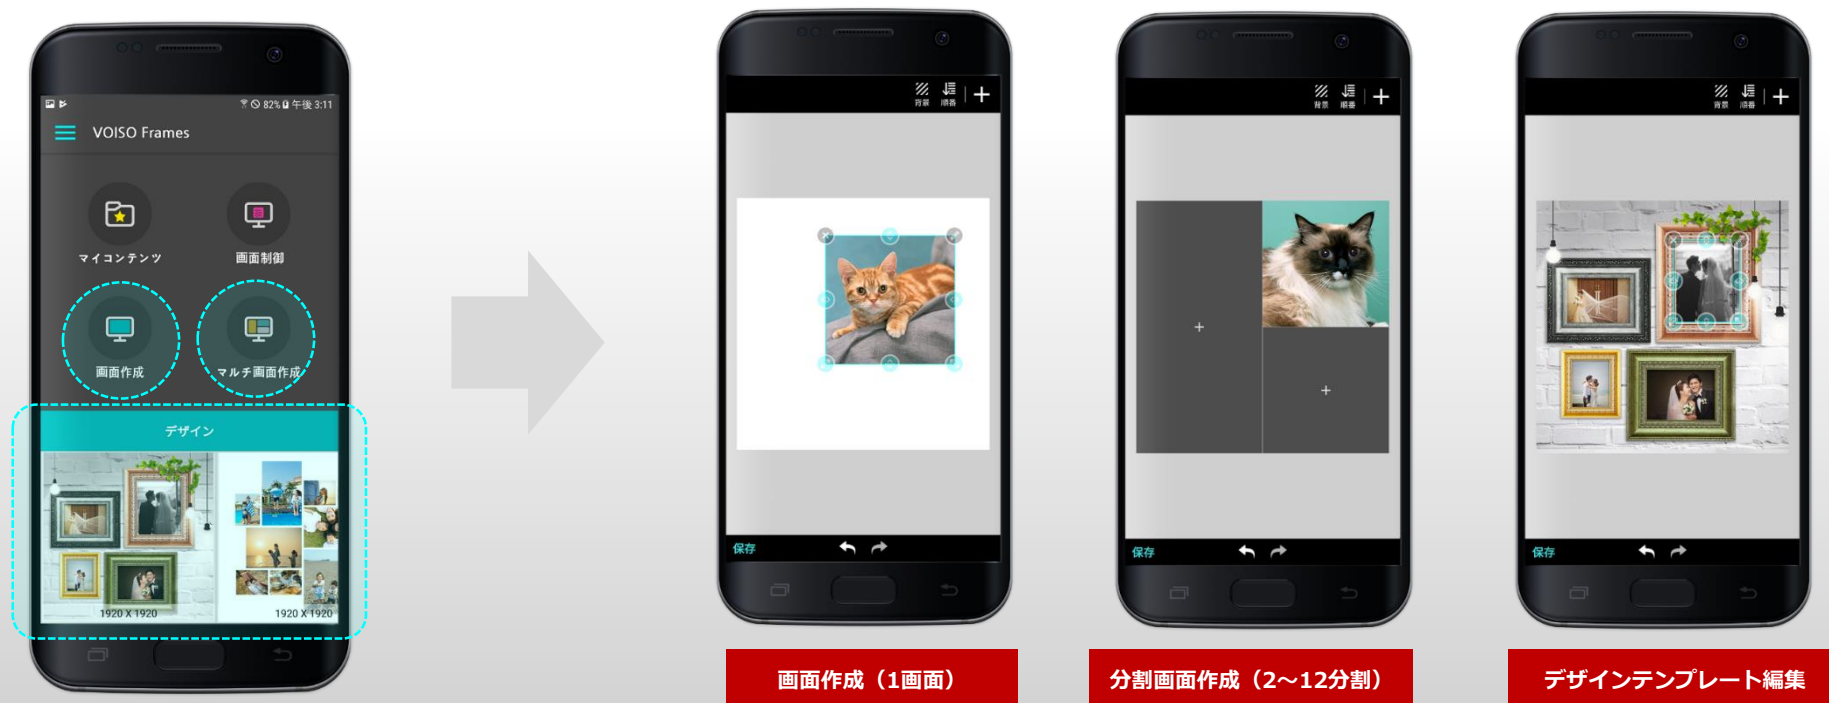 82% 午後 3:11
VOISO Frames
マイコンテンツ
画面制御
画面作成
マルチ画面作成
デザイン
1920 X 1920
1920 X 1920
背景
順番
保存
画面作成（1画面）
背景
順番
保存
分割画面作成（2～12分割）
背景
順番
保存
デザインテンプレート編集